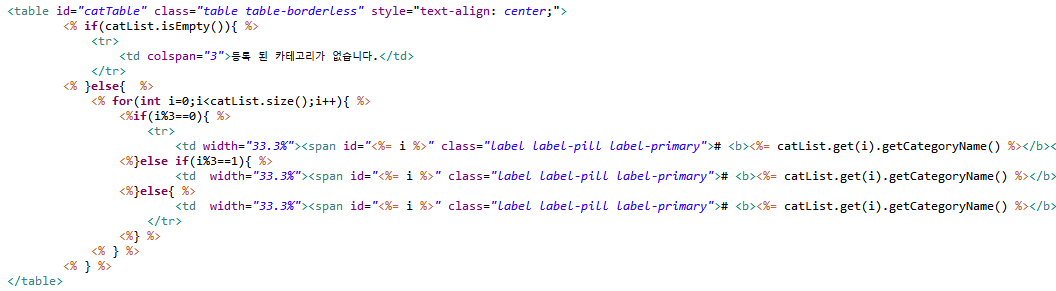 <table id="catTable" class="table table-borderless" style="text-align: center;">
<% if(catList.isEmpty()){ %>
<tr>
<td colspan="3">등록 된 카테고리가 없습니다.</td>
</tr>
<% }else{  %>
<% for(int i=0;i<catList.size();i++){ %>
<%if(i%3==0){ %>
<tr>
<td width="33.3%"><span id="<%= i %>" class="label label-pill label-primary"># <b><%= catList.get(i).getCategoryName() %></b><
<%}else if(i%3==1){ %>
<td  width="33.3%"><span id="<%= i %>" class="label label-pill label-primary"># <b><%= catList.get(i).getCategoryName() %></b>
<%}else{ %>
<td  width="33.3%"><span id="<%= i %>" class="label label-pill label-primary"># <b><%= catList.get(i).getCategoryName() %></b>
</tr>
<%} %>
<% } %>
<% } %>
</table>